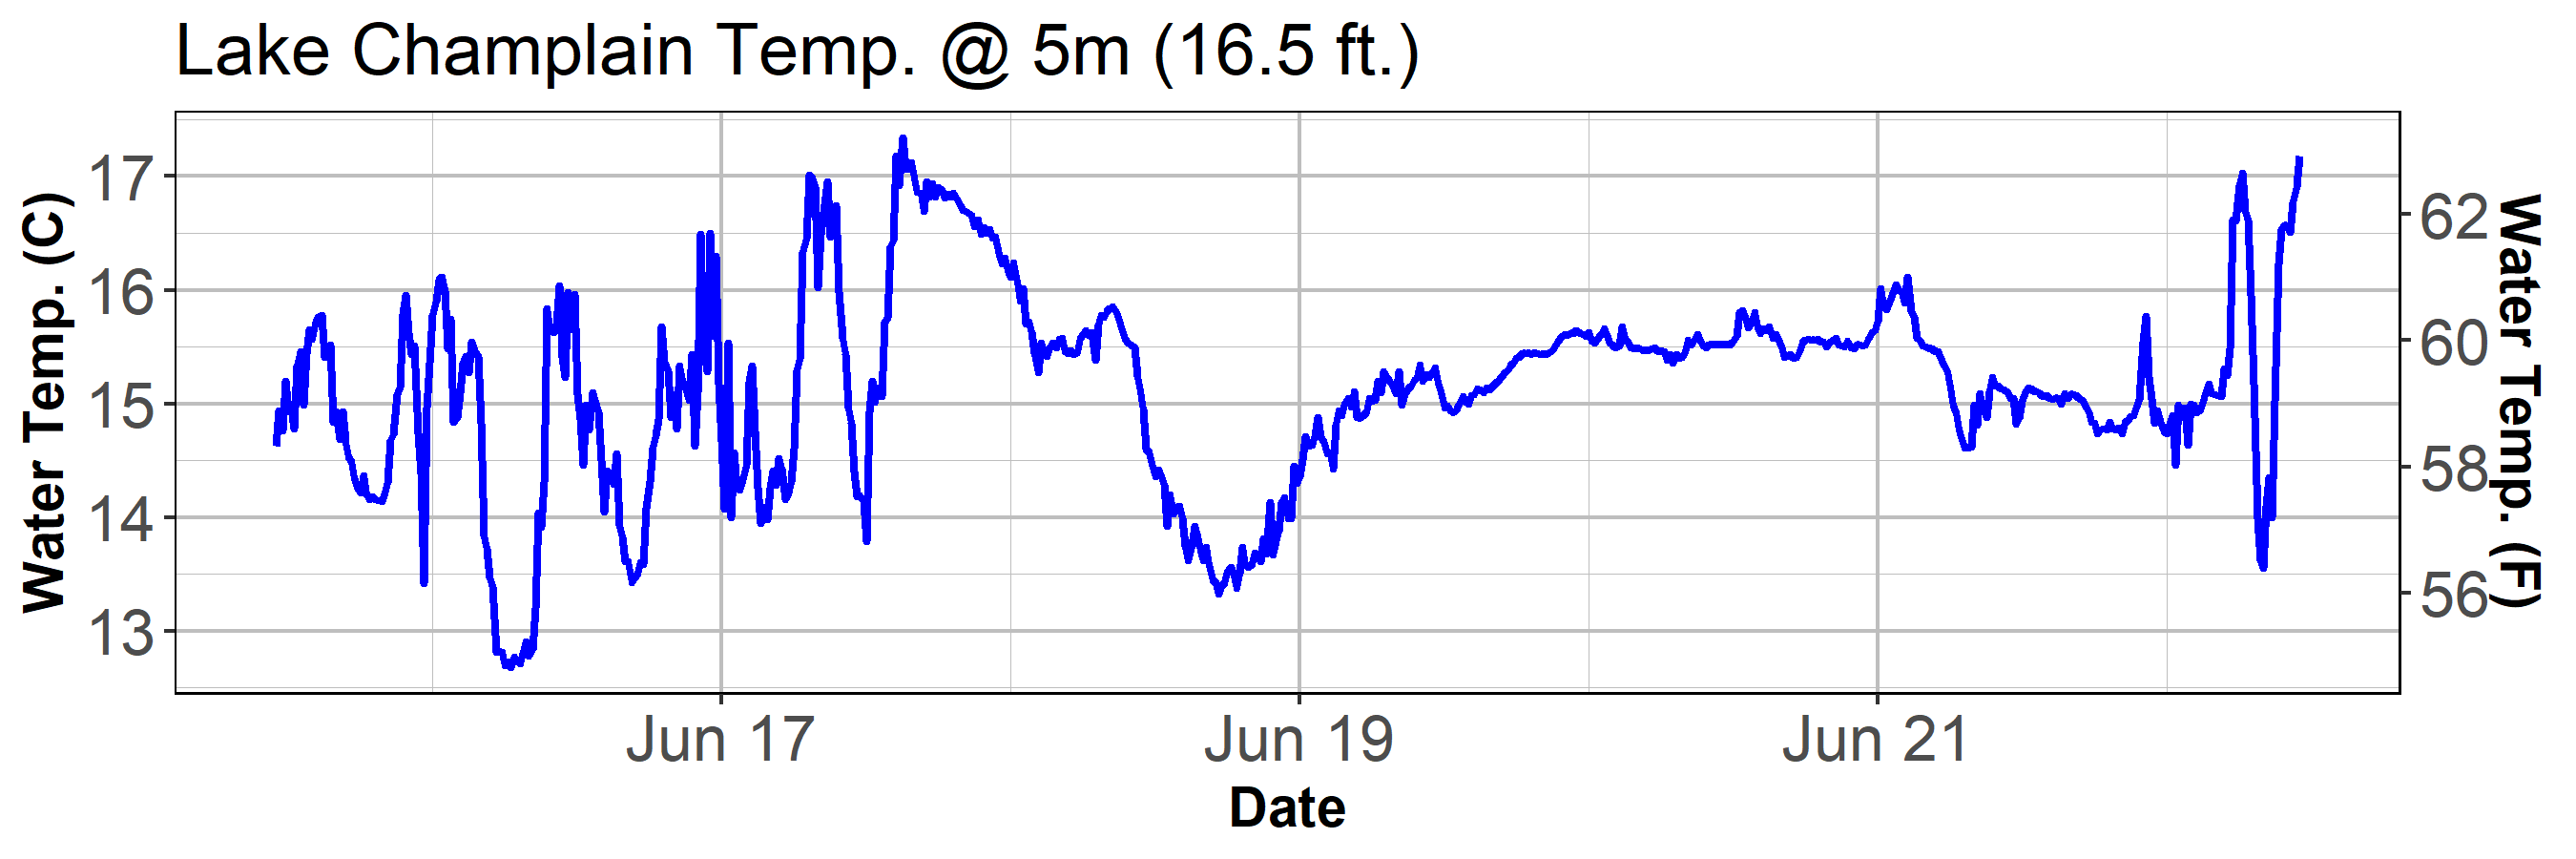 Lake Champlain Temp. @ 5m (16.5 ft.)
Water Temp. (C)
17
16
15
14
13
62
60
58
56
Water Temp. (F)
Jun 17 Jun 19 Jun 21
Date